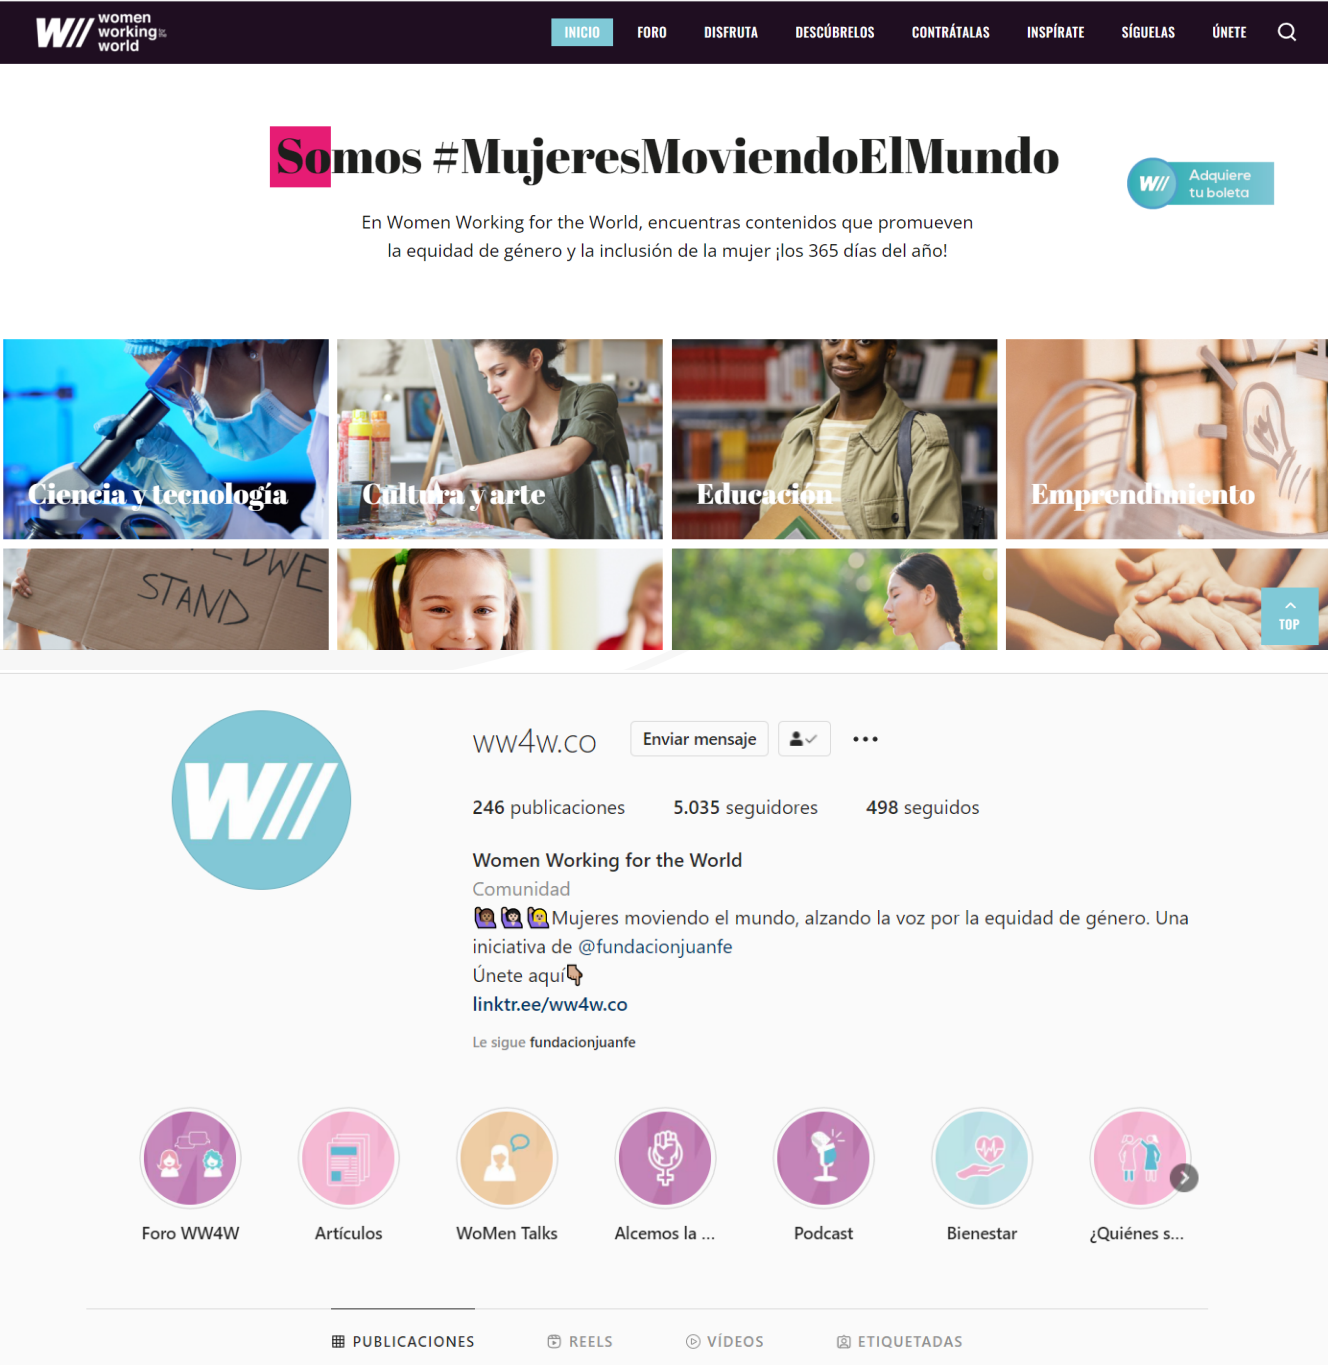 women
working for the
world
INICIO
FORO
DISFRUTA
DESCÚBRELOS
CONTRÁTALAS
INSPÍRATE
SÍGUELAS
ÚNETE
Somos #MujeresMoviendoElMundo
W// Adquiere
tu boleta
En Women Working for the World, encuentras contenidos que promueven
la equidad de género y la inclusión de la mujer ¡los 365 días del año!
Ciencia y tecnología
Cultura y arte
Educación
Emprendimiento
STAND
TOP
W//
ww4w.co
Enviar mensaje
246 publicaciones
5.035 seguidores
498 seguidos
Women Working for the World
Comunidad
🙋🏾‍♀️🙋🏻‍♀️🙋‍♀️Mujeres moviendo el mundo, alzando la voz por la equidad de género. Una
iniciativa de @fundacionjuanfe
Únete aquí👇🏽
linktr.ee/ww4w.co
Le sigue fundacionjuanfe
Foro WW4W
Artículos
WoMen Talks
Alcemos la ...
Podcast
Bienestar
¿Quiénes s...
PUBLICACIONES
REELS
VÍDEOS
ETIQUETADAS